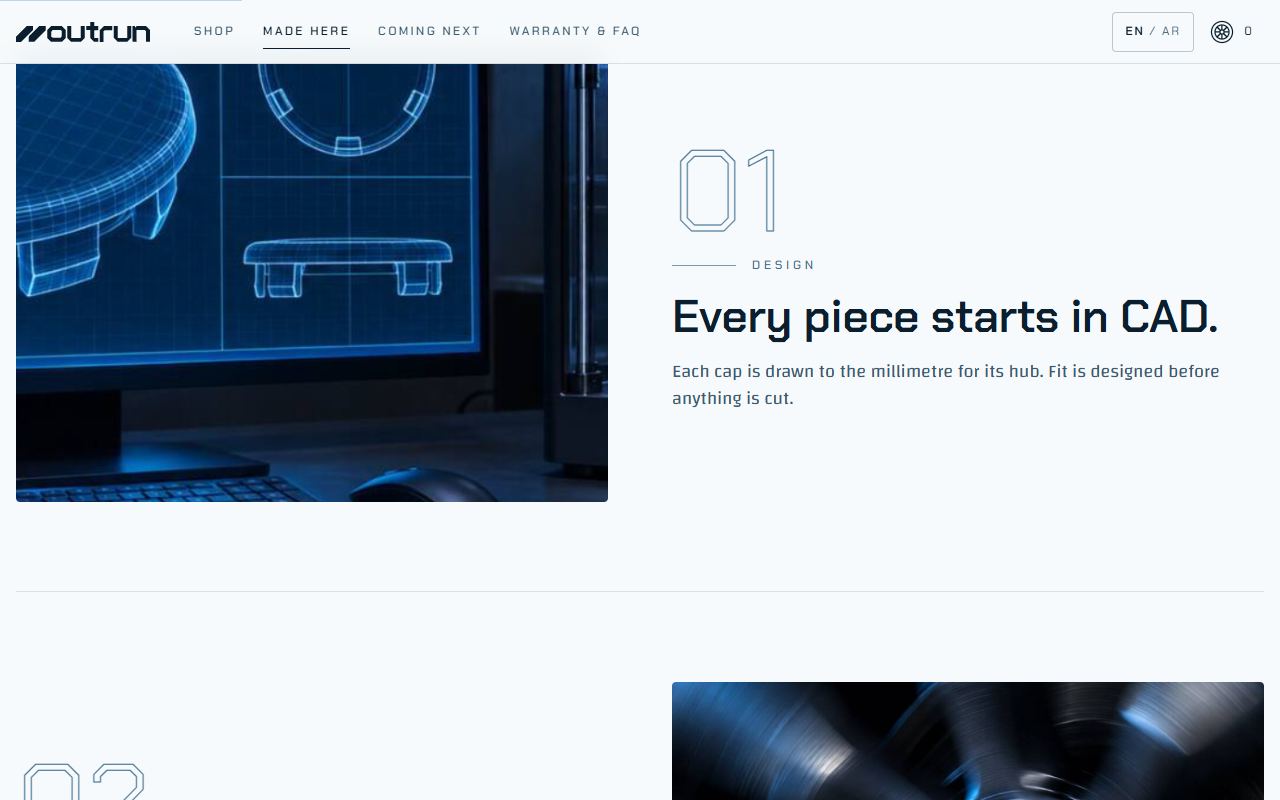 outrun
SHOP
MADE HERE
COMING NEXT
WARRANTY & FAQ
EN / AR
0
01
DESIGN
Every piece starts in CAD.
Each cap is drawn to the millimetre for its hub. Fit is designed before
anything is cut.
02